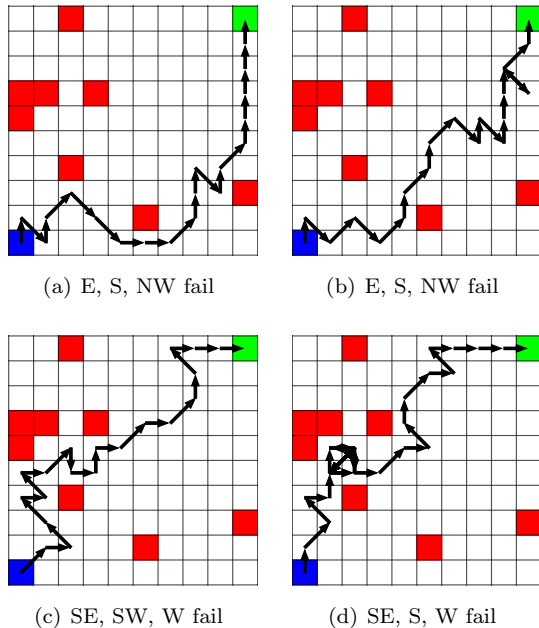 (a) E, S, NW fail
(b) E, S, NW fail
(c) SE, SW, W fail
(d) SE, S, W fail